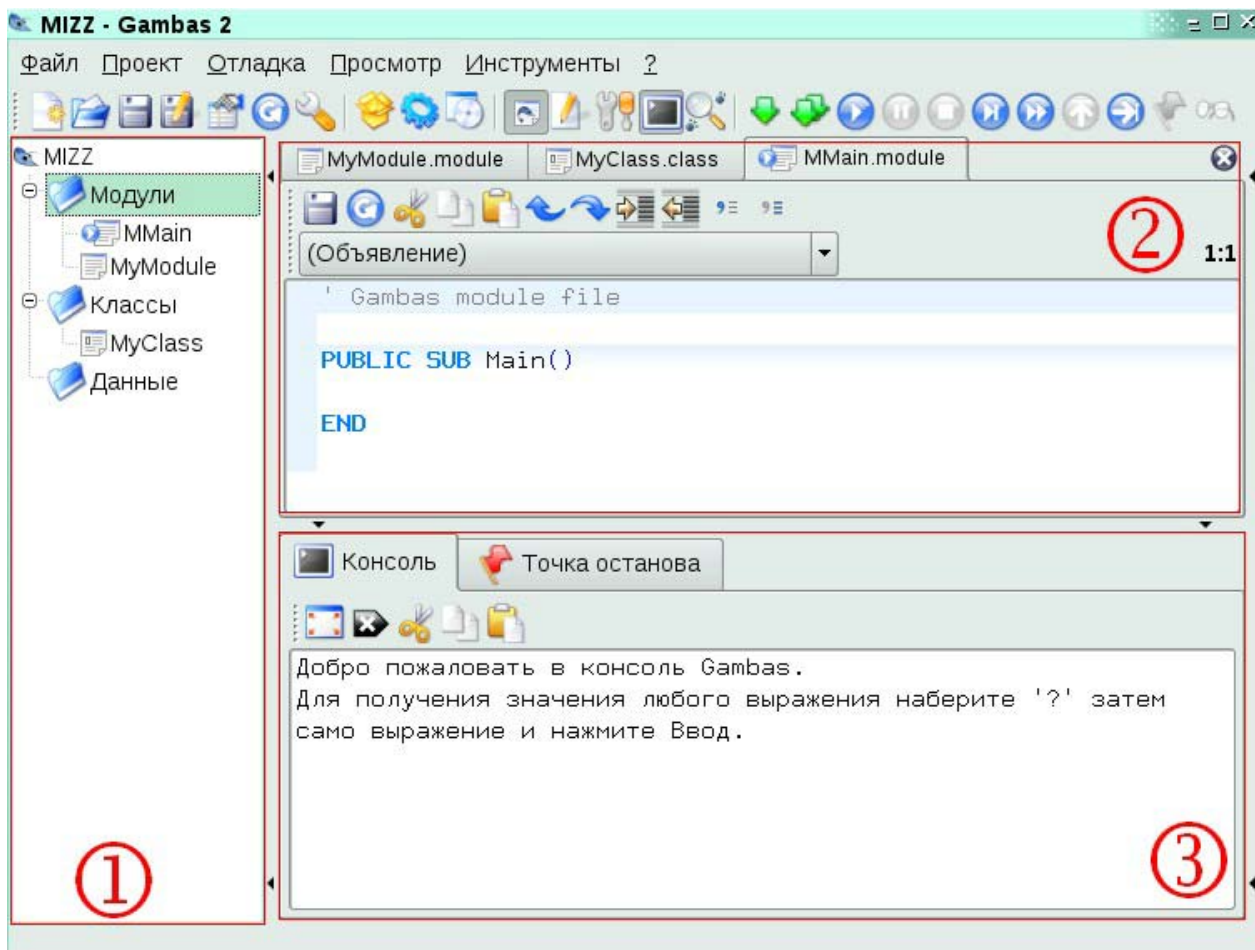 MIZZ - Gambas 2
Файл Проект Отладка Просмотр Инструменты ?
MIZZ
Модули
MMain
MyModule
Классы
MyClass
Данные
1
MyModule.module MyClass.class MMain.module
(Объявление)
2
1:1
' Gambas module file
PUBLIC SUB Main()
END
Консоль Точка останова
Добро пожаловать в консоль Gambas.
Для получения значения любого выражения наберите '?' затем
само выражение и нажмите Ввод.
3